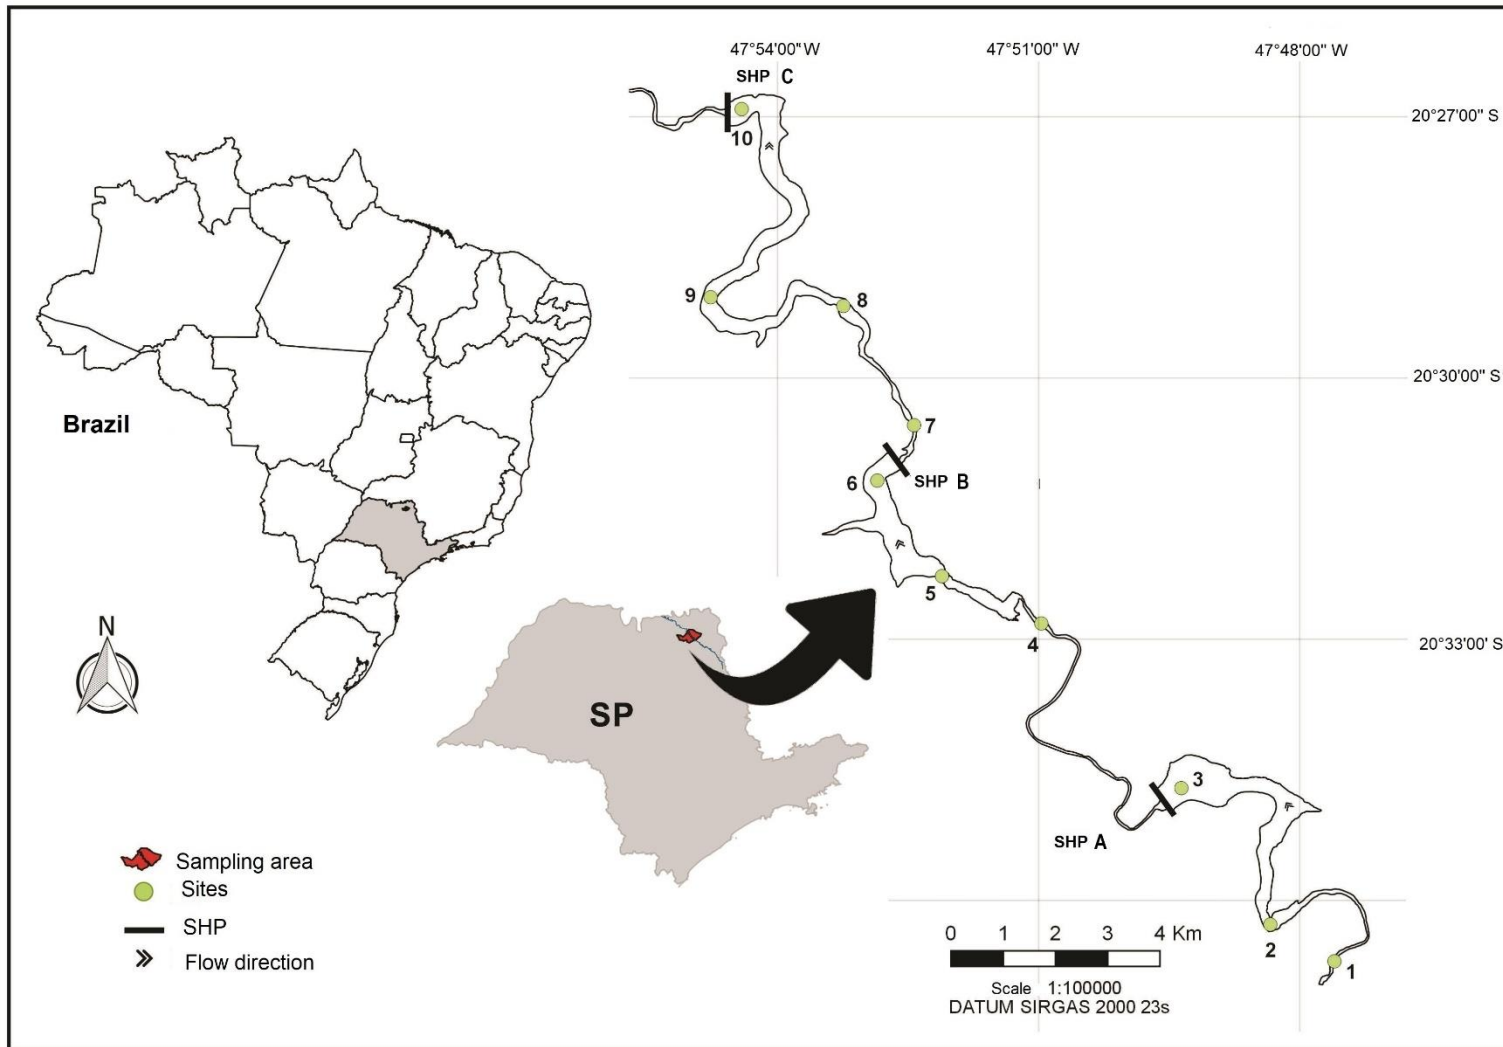 47°54'00" W
47°51'00" W
47°48'00" W
SHP C
20°27'00" S
10
9
8
20°30'00" S
Brazil
7
6
SHP B
5
4
20°33'00' S
N
SP
3
SHP A
Sampling area
Sites
SHP
Flow direction
0 1 2 3 4 Km
2
1
Scale 1:100000
DATUM SIRGAS 2000 23s